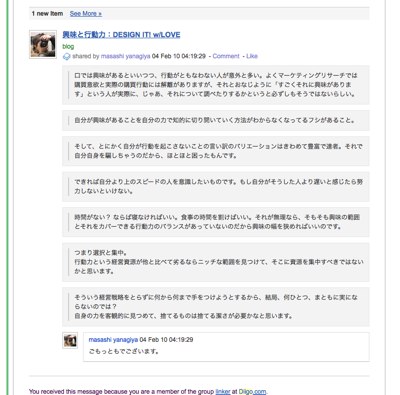 1 new item See More »
興味と行動力：DESIGN IT! w/LOVE
blog
shared by masashi yanagiya 04 Feb 10 04:19:29 - Comment - Like
口では興味があるといいつつ、行動がともなわない人が意外と多い。よくマーケティングリサーチでは
購買意欲と実際の購買行動には解離がありますが、それとおなじように「すごくそれに興味がありま
す」という人が実際に、じゃあ、それについて調べたりするかというと必ずしもそうではないらしい。
自分が興味があることを自分の力で知的に切り開いていく方法がわからなくなってるフシがあること。
そして、とにかく自分が行動を起こさないことの言い訳のバリエーションはきわめて豊富で達者。それで
自分自身を騙しちゃうのだから、ほとほと困ったもんです。
できれば自分より上のスピードの人を意識したいものです。もし自分がそうした人より遅いと感じたら努
力しないといけない。
時間がない？ ならば寝なければいい。食事の時間を割けばいい。それが無理なら、そもそも興味の範囲
とそれをカバーできる行動力のバランスがあっていないのだから興味の幅を狭めればいいのです。
つまり選択と集中。
行動力という経営資源が他と比べて劣るならニッチな範囲を見つけて、そこに資源を集中すべきではない
かと思います。
そういう経営戦略をとらずに何から何まで手をつけようとするから、結局、何ひとつ、まともに実にな
らないのでは？
自身の力を客観的に見つめて、捨てるものは捨てる潔さが必要かなと思います。
masashi yanagiya 04 Feb 10 04:19:29
ごもっともでございます。
You received this message because you are a member of the group linker at Diigo.com.